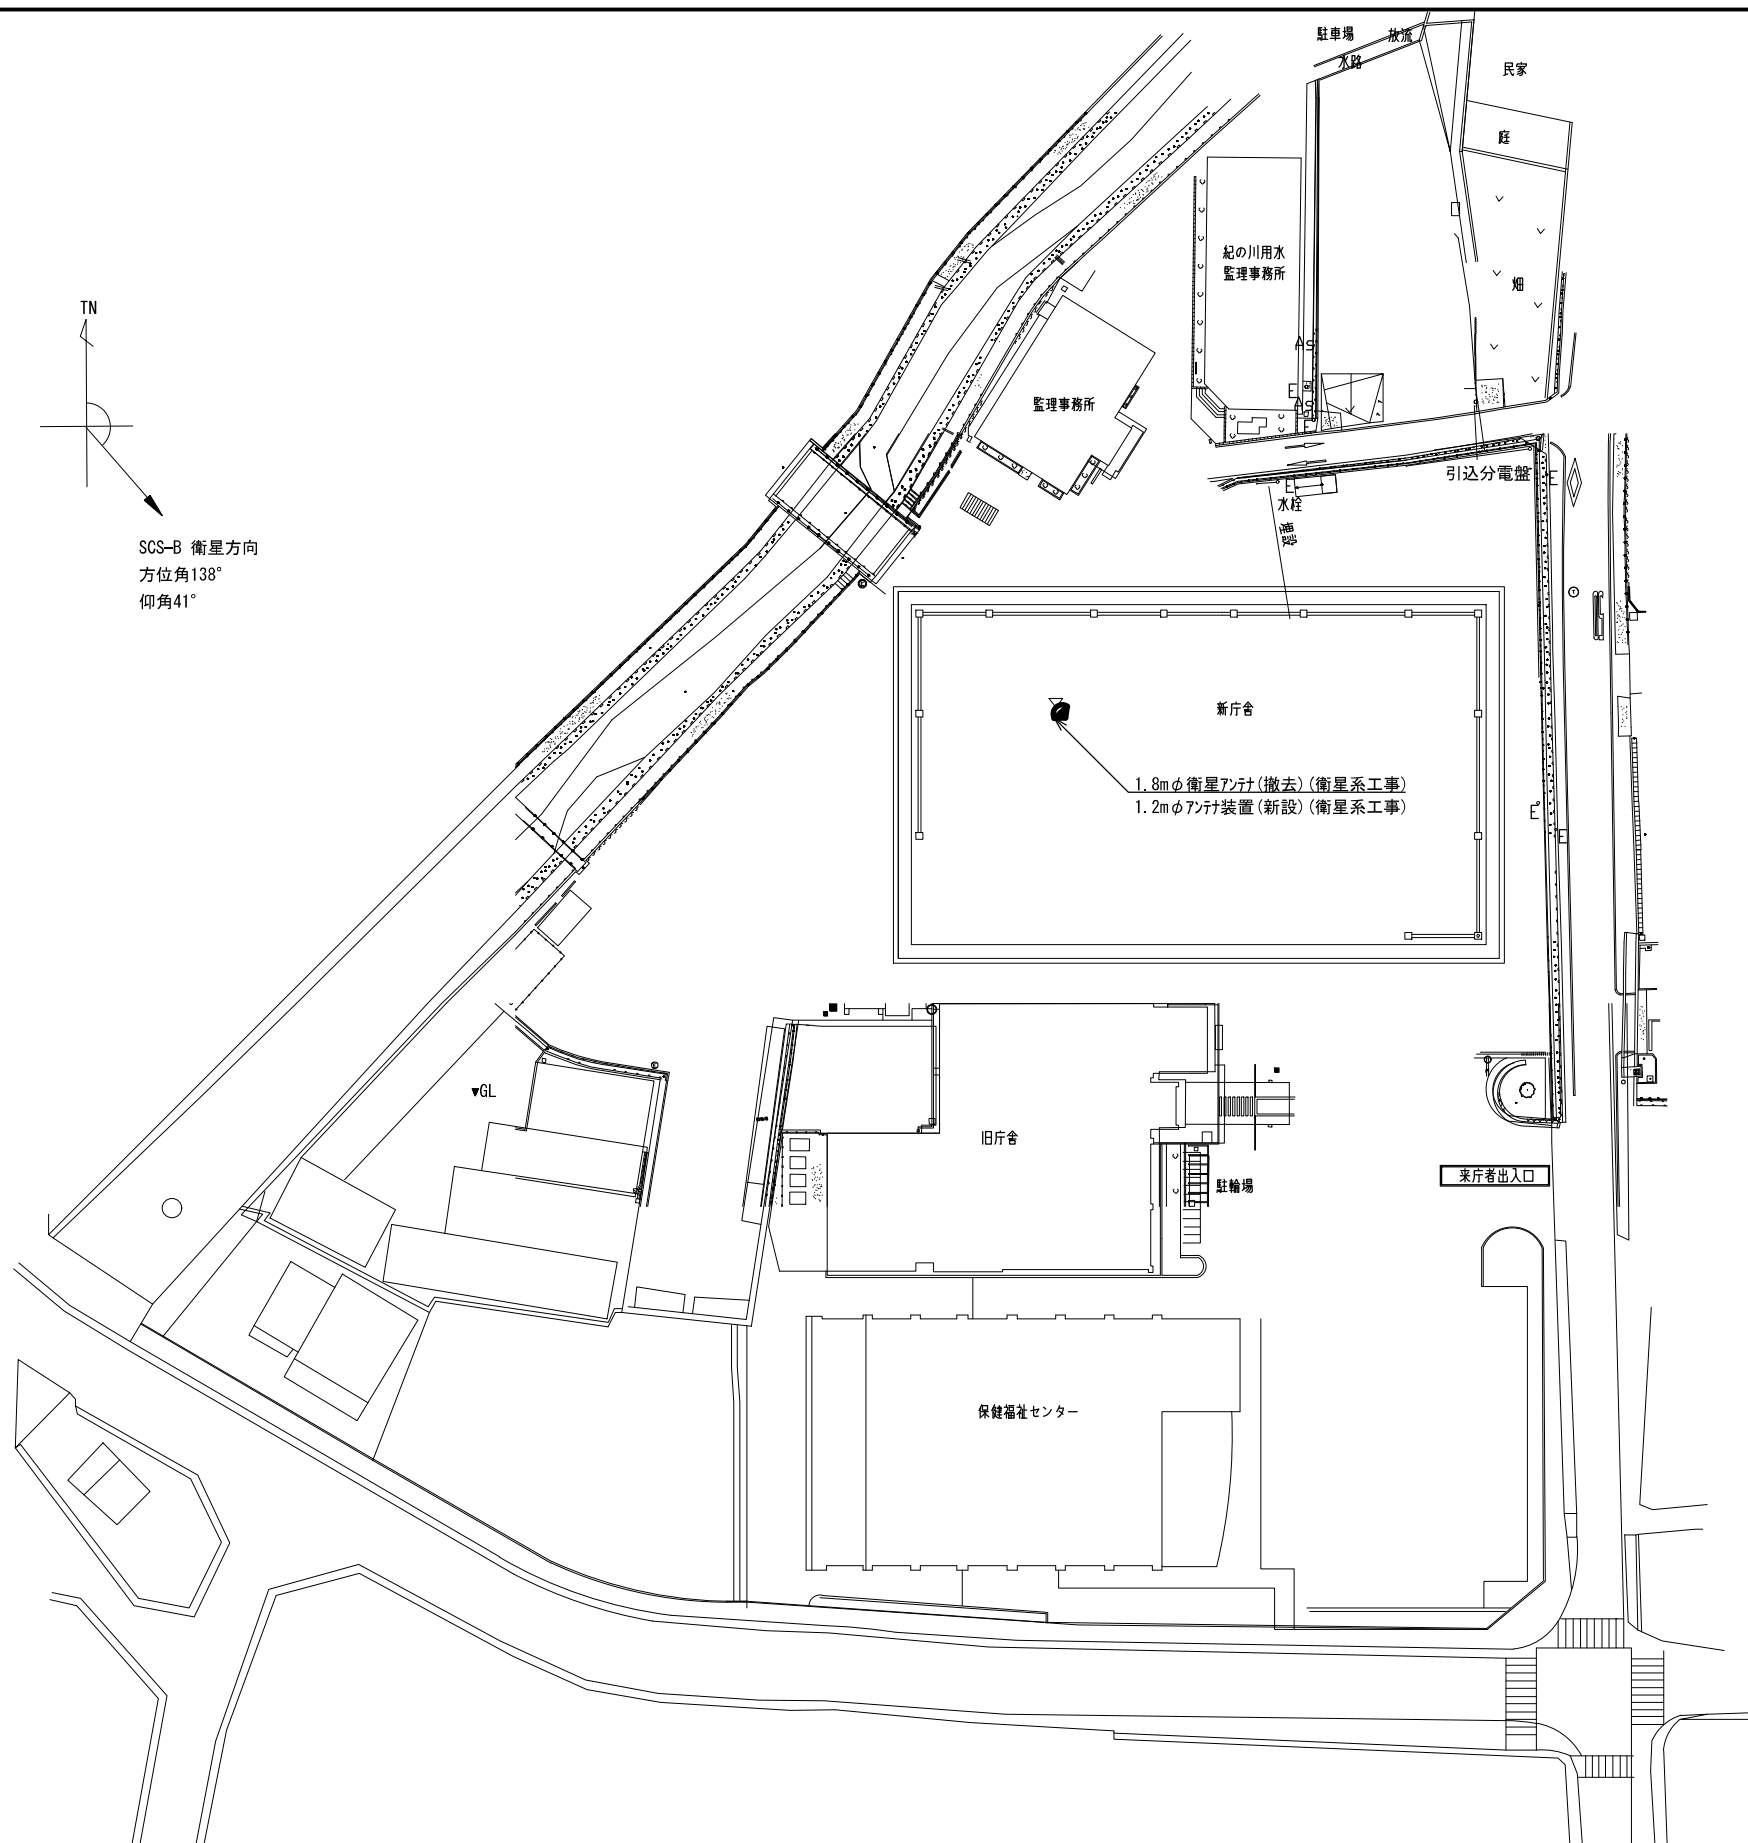 駐車場
放流
水路
民家
庭
紀の川用水
監理事務所
畑
TN
AS
監理事務所
E
AS
E
引込分電盤
E
E
水栓
埋設
SCS-B 衛星方向
方位角138°
仰角41°
新庁舎
1.8mφ衛星アンテナ(撤去)(衛星系工事)
1.2mφアンテナ装置(新設)(衛星系工事)
E
E
▼GL
旧庁舎
駐輪場
来庁者出入口
保健福祉センター